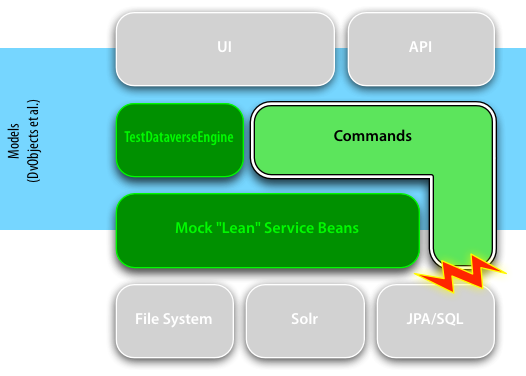 UI
API
Models
(DvObjects et al.)
TestDataverseEngine
Commands
Mock "Lean" Service Beans
File System
Solr
JPA/SQL